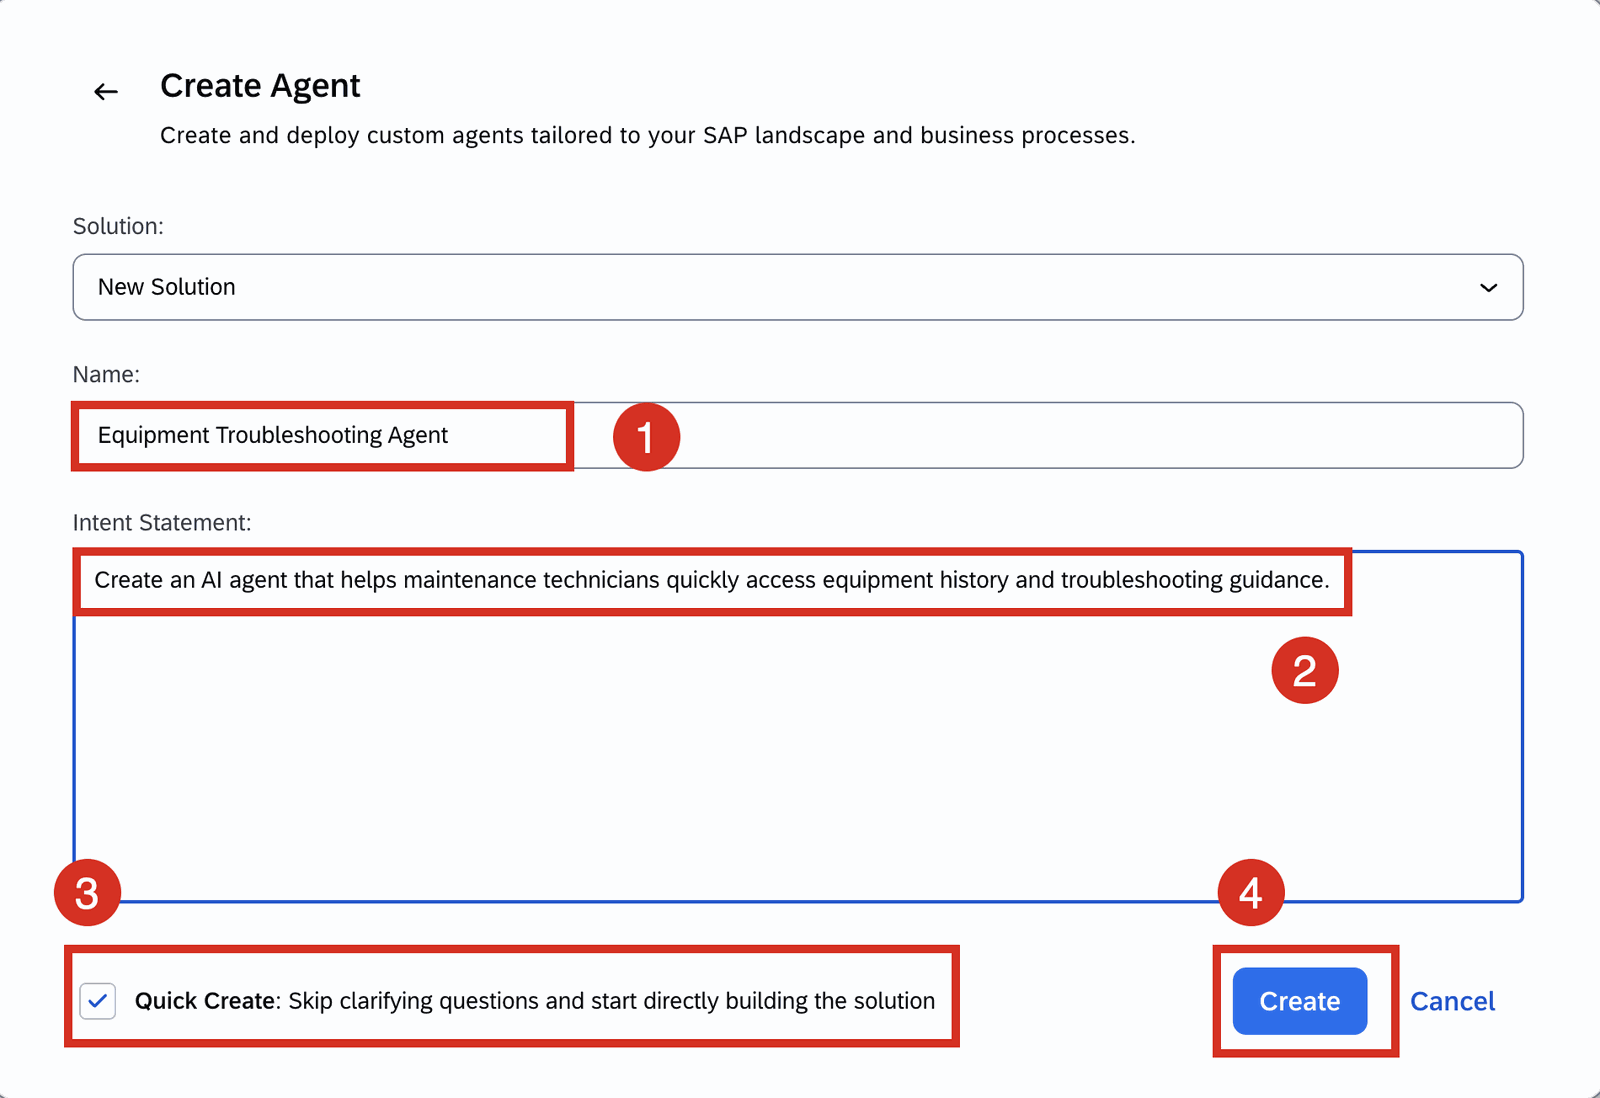 Create Agent
Create and deploy custom agents tailored to your SAP landscape and business processes.
Solution:
New Solution
Name:
Equipment Troubleshooting Agent
1
Intent Statement:
Create an AI agent that helps maintenance technicians quickly access equipment history and troubleshooting guidance.
2
3
4
Quick Create: Skip clarifying questions and start directly building the solution
Create
Cancel